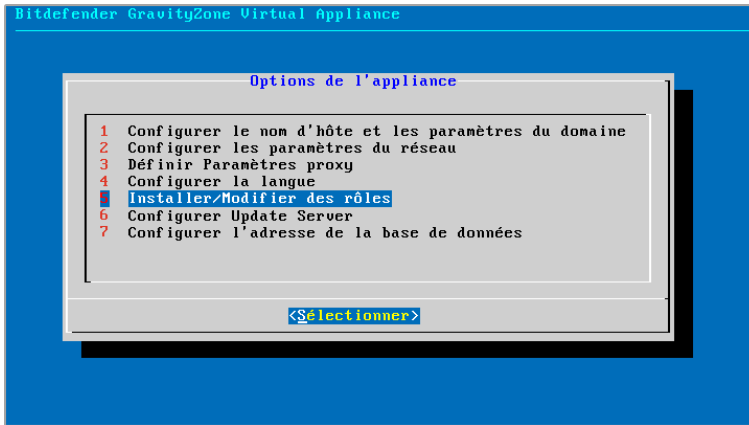 Bitdefender GravityZone Virtual Appliance
Options de l'appliance
1 Configurer le nom d'hôte et les paramètres du domaine
2 Configurer les paramètres du réseau
3 Définir Paramètres proxy
4 Configurer la langue
5 Installer/Modifier des rôles
6 Configurer Update Server
7 Configurer l'adresse de la base de données
<Sélectionner>